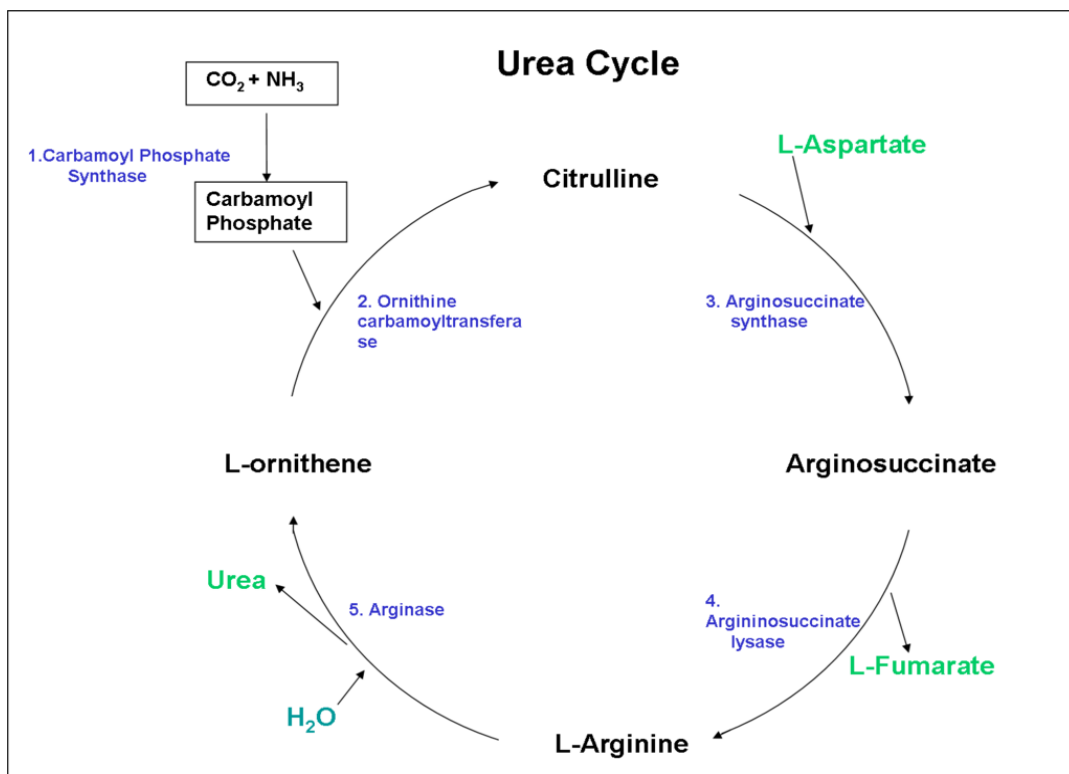 Urea Cycle
CO₂ + NH₃
1.Carbamoyl Phosphate
Synthase
Carbamoyl
Phosphate
L-Aspartate
Citrulline
2. Ornithine
carbamoyltransfera
se
3. Arginosuccinate
synthase
L-ornithene
Arginosuccinate
Urea
5. Arginase
4.
Argininosuccinate
lysase
L-Fumarate
H₂O
L-Arginine